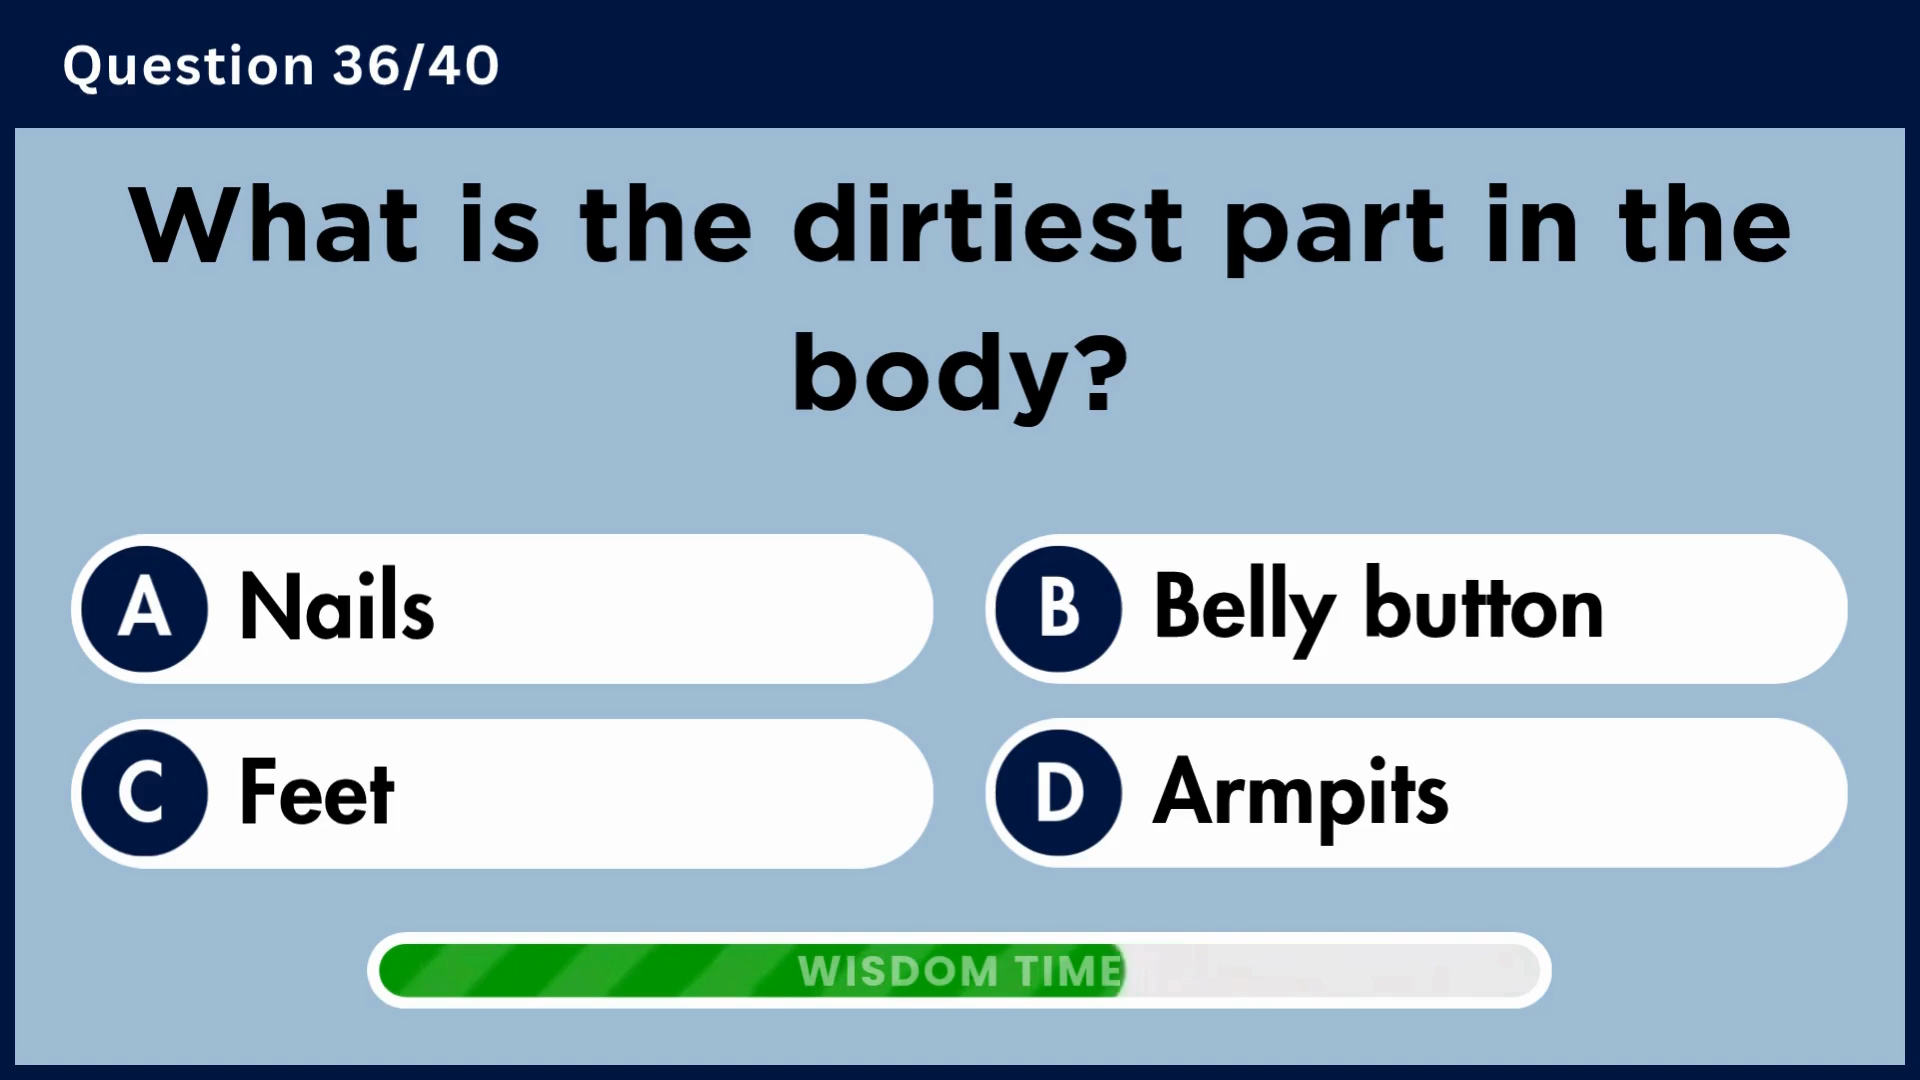 Question 36/40
What is the dirtiest part in the
body?
A Nails
B Belly button
C Feet
D Armpits
WISDOM TIME